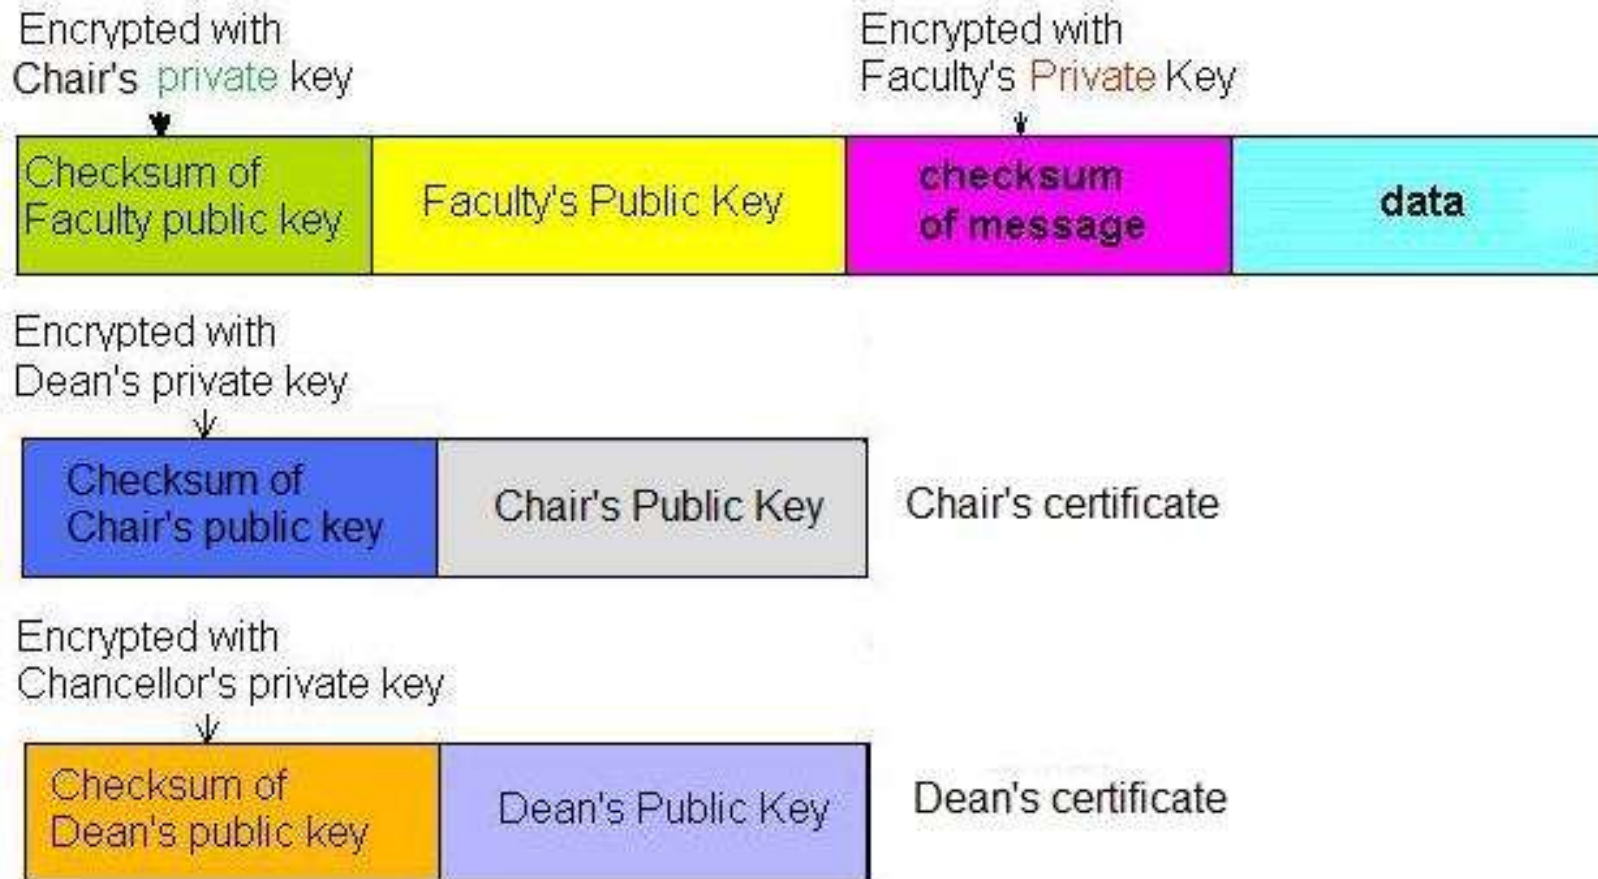 Encrypted with
Chair's private key
Encrypted with
Faculty's Private Key
Checksum of
Faculty public key
Faculty's Public Key
checksum
of message
data
Encrypted with
Dean's private key
Checksum of
Chair's public key
Chair's Public Key
Chair's certificate
Encrypted with
Chancellor's private key
Checksum of
Dean's public key
Dean's Public Key
Dean's certificate